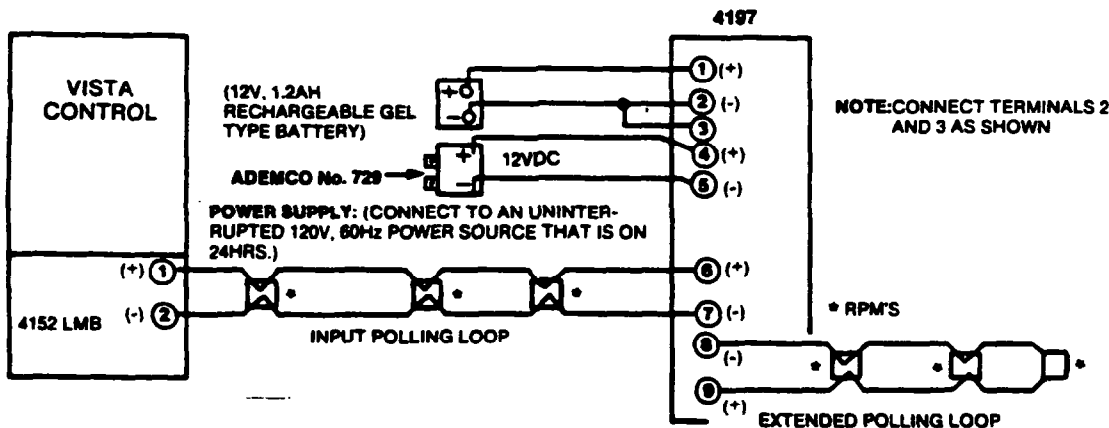 4197
VISTA
CONTROL
(12V, 1.2AH
RECHARGEABLE GEL
TYPE BATTERY)
+
-
1 (+)
2 (-)
3
NOTE:CONNECT TERMINALS 2
AND 3 AS SHOWN
ADEMCO No. 729
+
-
12VDC
4 (+)
5 (-)
POWER SUPPLY: (CONNECT TO AN UNINTER-
RUPTED 120V, 60Hz POWER SOURCE THAT IS ON
24HRS.)
(+) 1
* * *
6 (+)
4152 LMB
(-) 2
7 (-)
* RPM'S
INPUT POLLING LOOP
8
(-)
* * *
9
(+)
EXTENDED POLLING LOOP